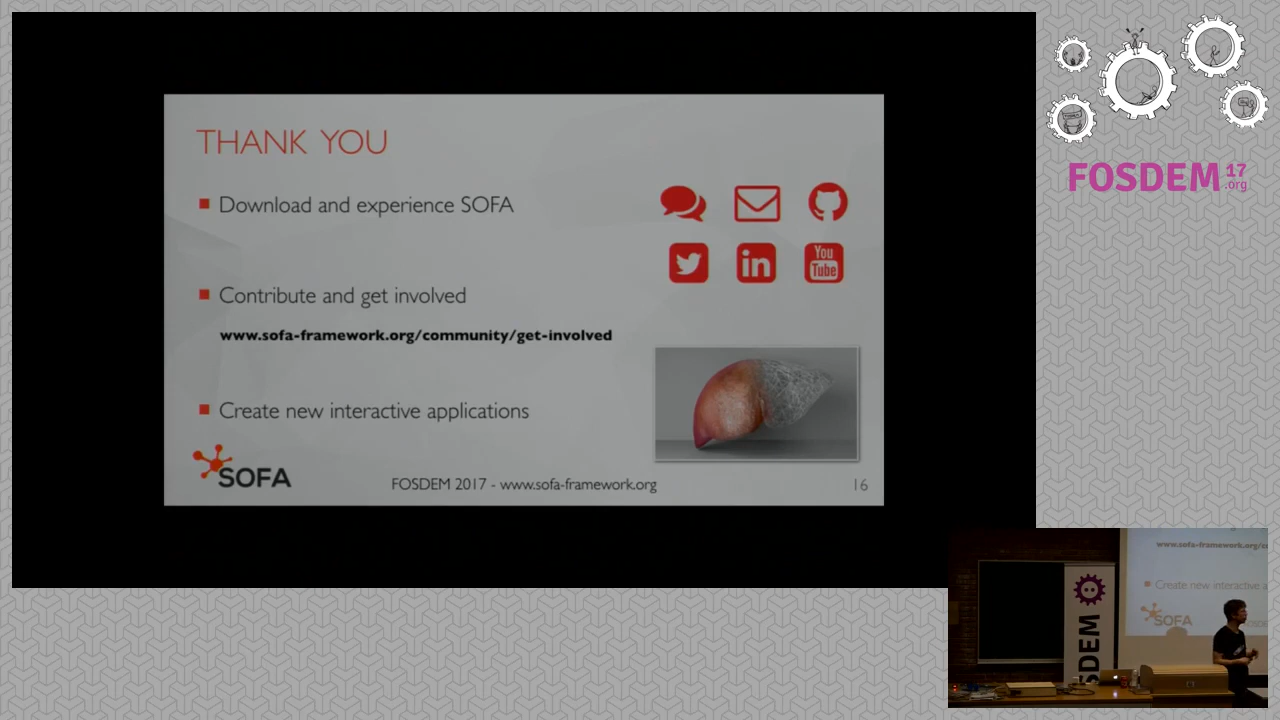 THANK YOU
Download and experience SOFA
You
Tube
in
Contribute and get involved
www.sofa-framework.org/community/get-involved
Create new interactive applications
SOFA
FOSDEM 2017 - www.sofa-framework.org
16
FOSDEM 17
.org
www.sofa-framework.org/
Create new interactive a
SOFA
SDEM